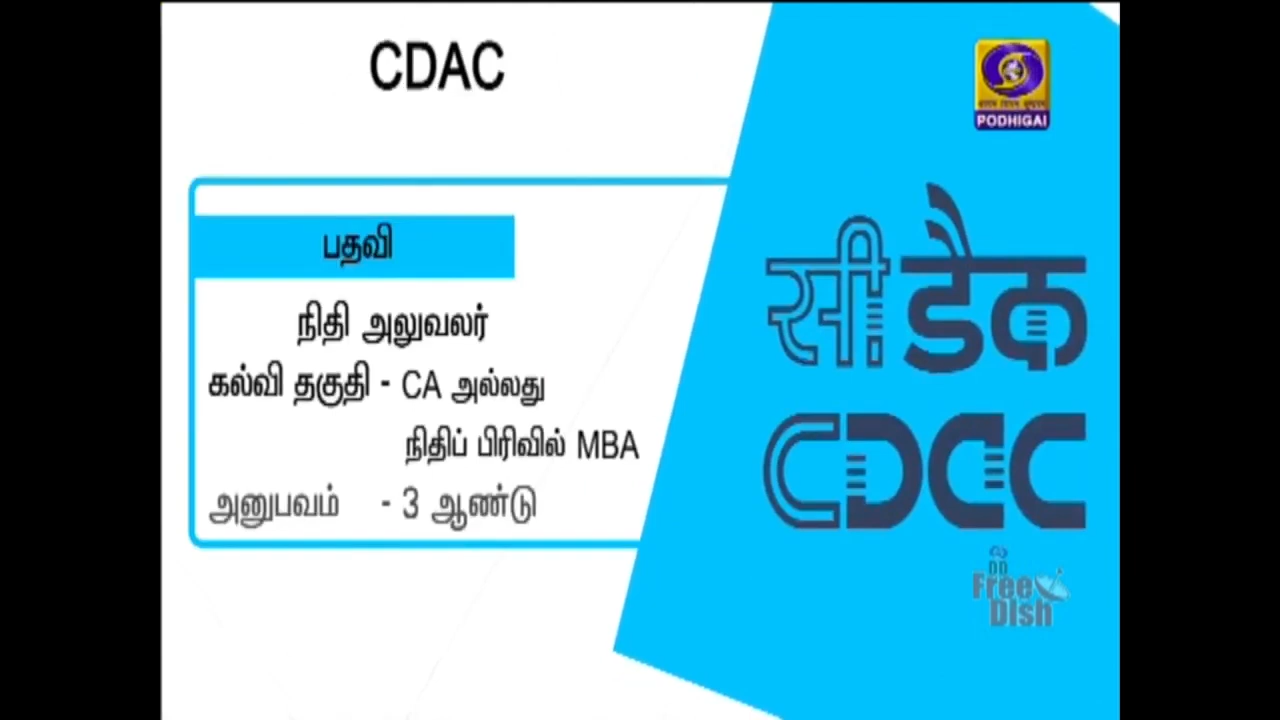 CDAC
PODHIGAI
பதவி
நிதி அலுவலர்
கல்வி தகுதி - CA அல்லது
நிதிப் பிரிவில் MBA
அனுபவம் - 3 ஆண்டு
सी डैक
CDAC
DD
Free
Dish